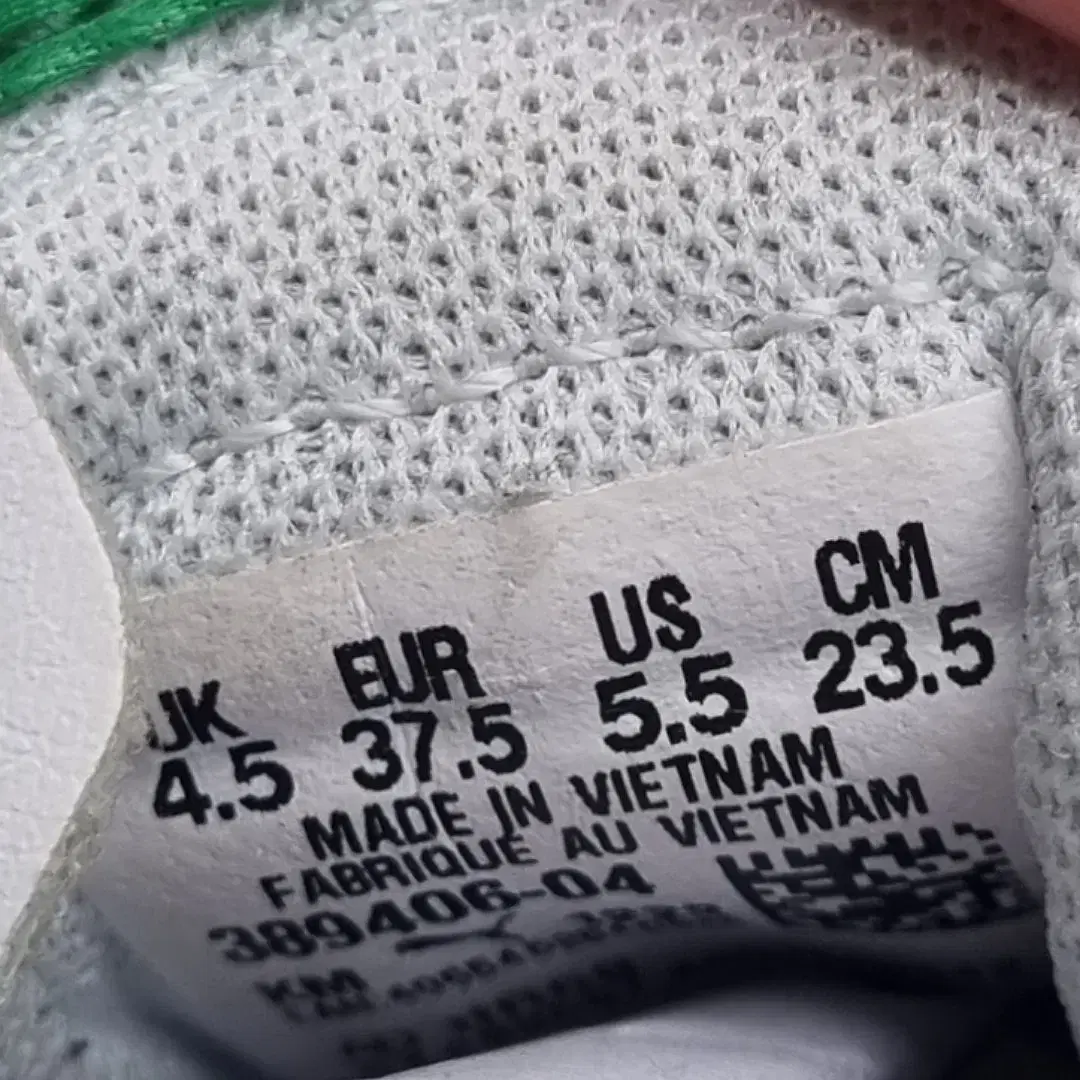 UK EUR US CM
4.5 37.5 5.5 23.5
MADE IN VIETNAM
FABRIQUE AU VIETNAM
389406-04
KM